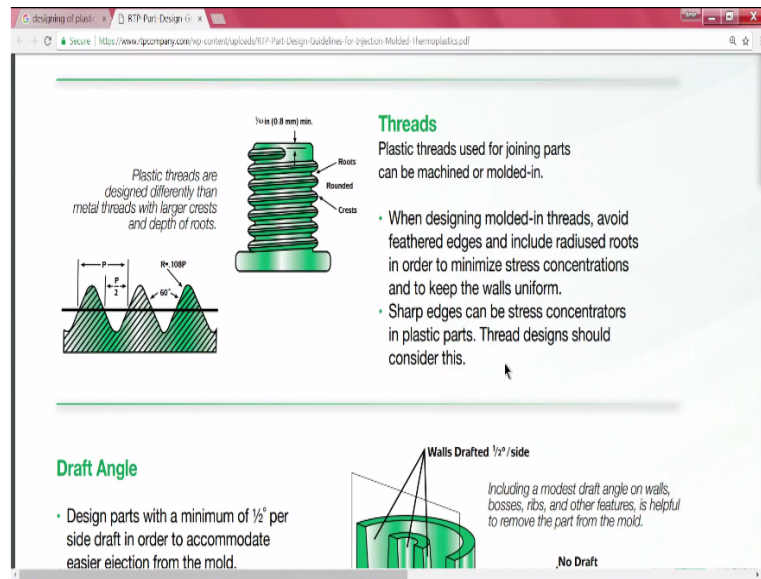 designing of plastic
RTP-Part-Design-G
Secure | https://www.rtpcompany.com/wp-content/uploads/RTP-Part-Design-Guidelines-for-Injection-Molded-Thermoplastics.pdf
1/32 in (0.8 mm) min.
Roots
Rounded
Crests
Plastic threads are
designed differently than
metal threads with larger crests
and depth of roots.
P
P
2
R=.108P
60°
Threads
Plastic threads used for joining parts
can be machined or molded-in.
• When designing molded-in threads, avoid
feathered edges and include radiused roots
in order to minimize stress concentrations
and to keep the walls uniform.
• Sharp edges can be stress concentrators
in plastic parts. Thread designs should
consider this.
Draft Angle
• Design parts with a minimum of ½° per
side draft in order to accommodate
easier ejection from the mold.
Walls Drafted ½°/side
Including a modest draft angle on walls,
bosses, ribs, and other features, is helpful
to remove the part from the mold.
No Draft